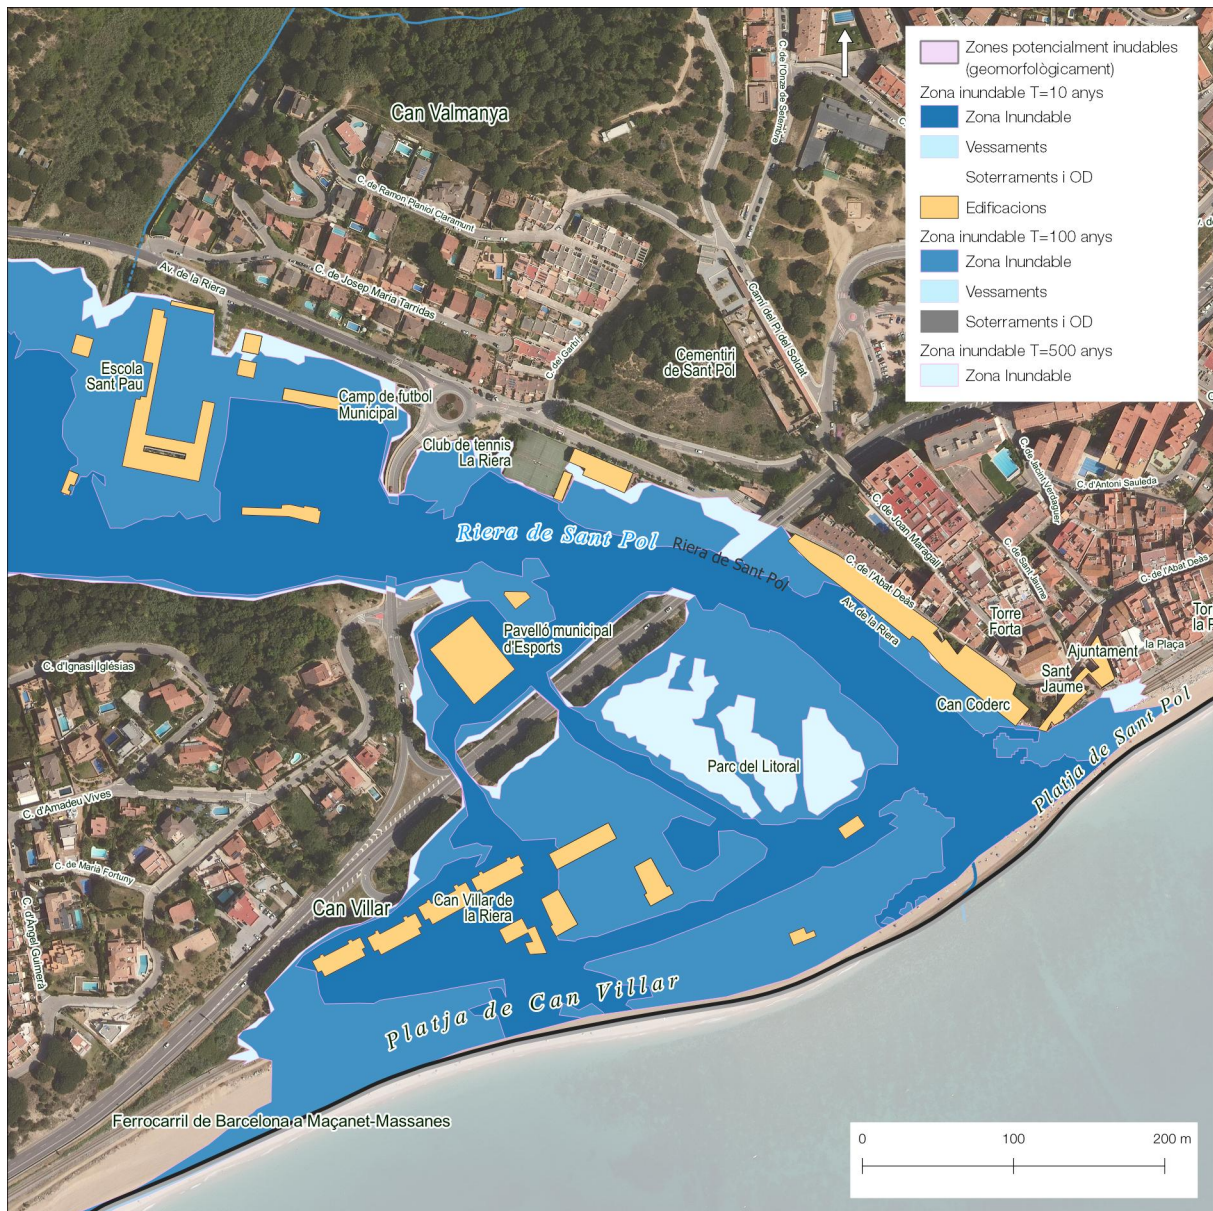 Zones potencialment inudables
(geomorfològicament)
Zona inundable T=10 anys
Zona Inundable
Vessaments
Soterraments i OD
Edificacions
Zona inundable T=100 anys
Zona Inundable
Vessaments
Soterraments i OD
Zona inundable T=500 anys
Zona Inundable
Can Valmanya
C. de l'Onze de Setembre
C. de Ramon Planiol Claramunt
Av. de la Riera
C. de Josep Maria Tarridas
C. del Garbí
Camí del Pi del Soldat
Cementiri
de Sant Pol
Escola
Sant Pau
Camp de futbol
Municipal
Club de tennis
La Riera
Riera de Sant Pol
Riera de Sant Pol
C. de Jacint Verdaguer
C. d'Antoni Sauleda
C. de Joan Maragall
C. de Sant Jaume
C. de l'Abat Deàs
C. de l'Abat Deàs
Av. de la Riera
Torre
Forta
Ajuntament
la Plaça
Sant
Jaume
Can Coderc
Platja de Sant Pol
Pavelló municipal
d'Esports
Parc del Litoral
C. d'Ignasi Iglésias
C. d'Amadeu Vives
C. de Marià Fortuny
C. d'Àngel Guimerà
Can Villar
Can Villar de
la Riera
Platja de Can Villar
Ferrocarril de Barcelona a Maçanet-Massanes
0 100 200 m